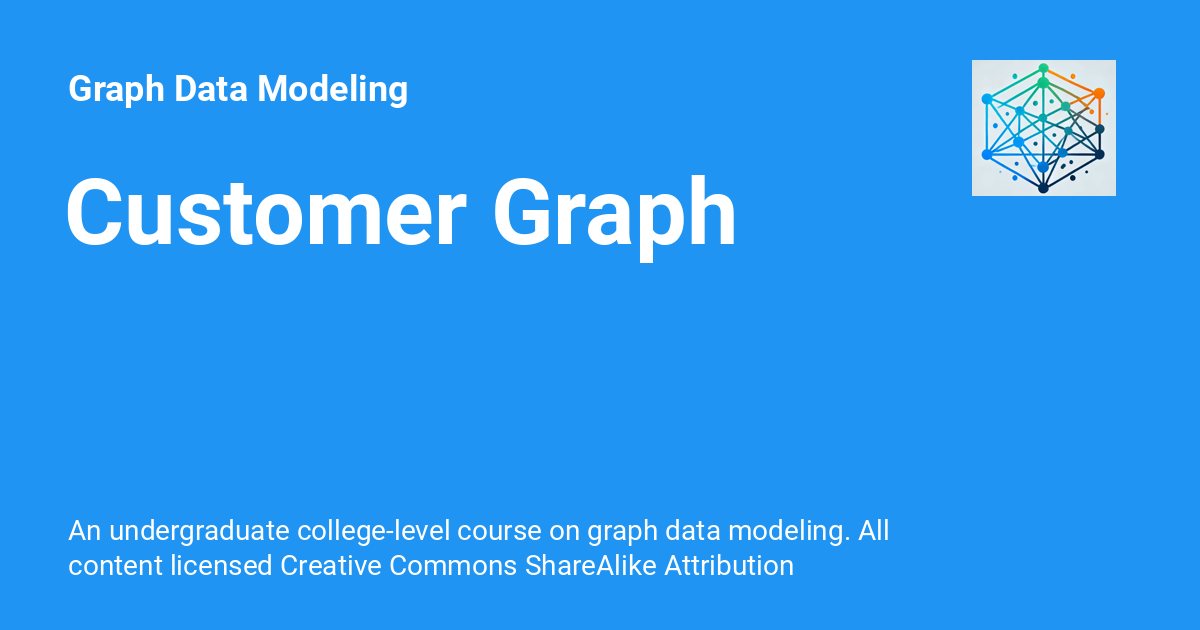 Graph Data Modeling
Customer Graph
An undergraduate college-level course on graph data modeling. All
content licensed Creative Commons ShareAlike Attribution